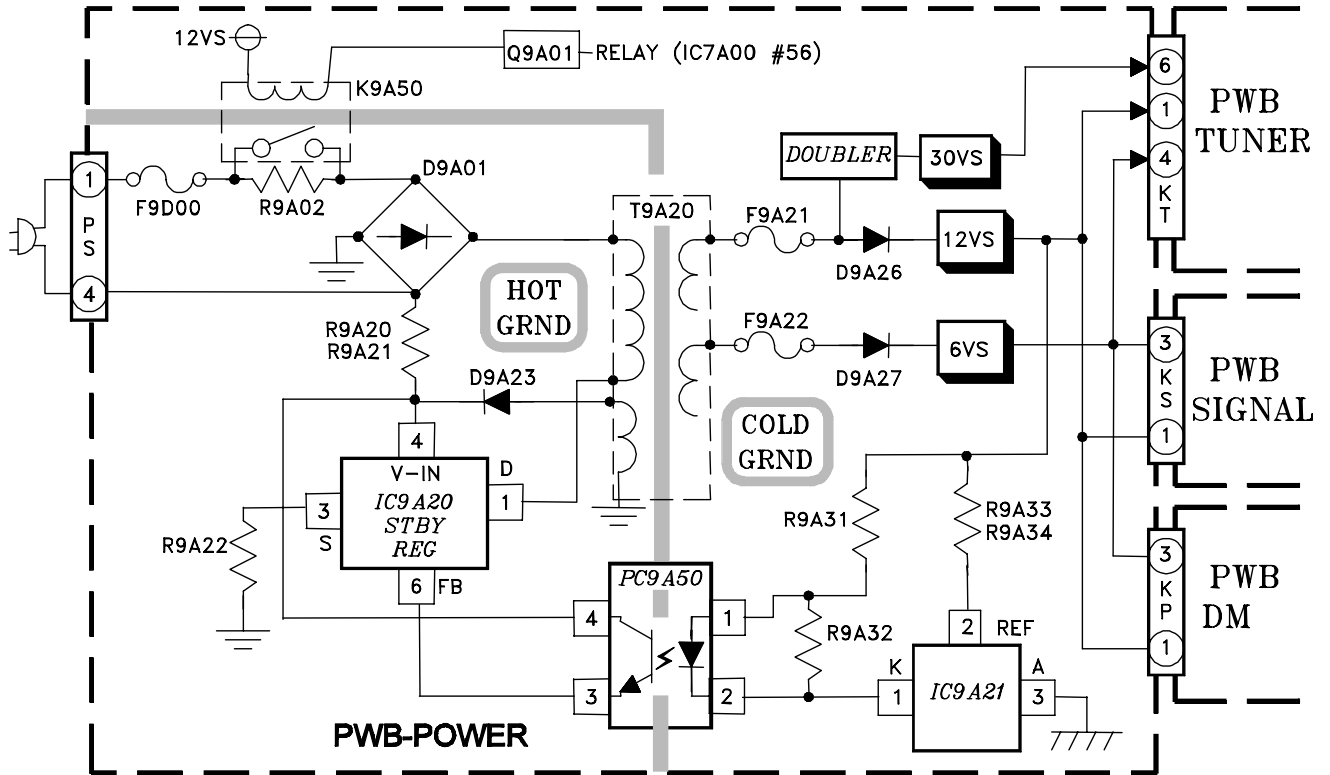 12VS
Q9A01
RELAY (IC7A00 #56)
K9A50
6
1
4
KT
PWB
TUNER
DOUBLER
30VS
1
PS
4
F9D00
R9A02
D9A01
T9A20
F9A21
D9A26
12VS
HOT
GRND
R9A20
R9A21
F9A22
D9A27
6VS
3
KS
1
PWB
SIGNAL
D9A23
COLD
GRND
4
V-IN
D
1
IC9A20
STBY
REG
3
S
R9A22
6
FB
R9A31
R9A33
R9A34
3
KP
1
PWB
DM
PC9A50
4
1
3
2
R9A32
2
REF
K
1
IC9A21
A
3
PWB-POWER